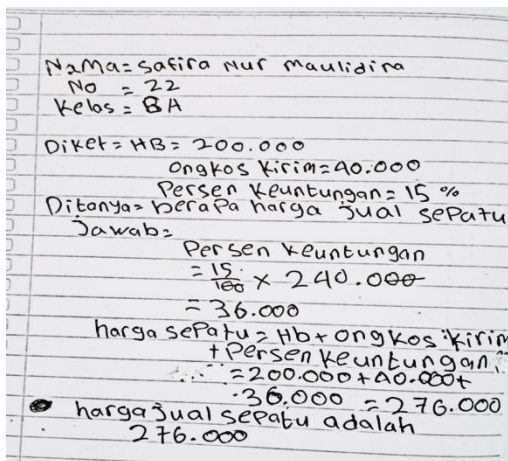 Nama= Safira Nur Maulidina
No = 22
Kelas = 8A
Diket = HB = 200.000
Ongkos Kirim = 40.000
Persen Keuntungan = 15 %
Ditanya = berapa harga jual sepatu
Jawab =
Persen keuntungan
= 15/100 x 240.000
= 36.000
harga sepatu = Hb + ongkos kirim
+ Persen keuntungan
= 200.000 + 40.000 +
36.000 = 276.000
harga jual sepatu adalah
276.000